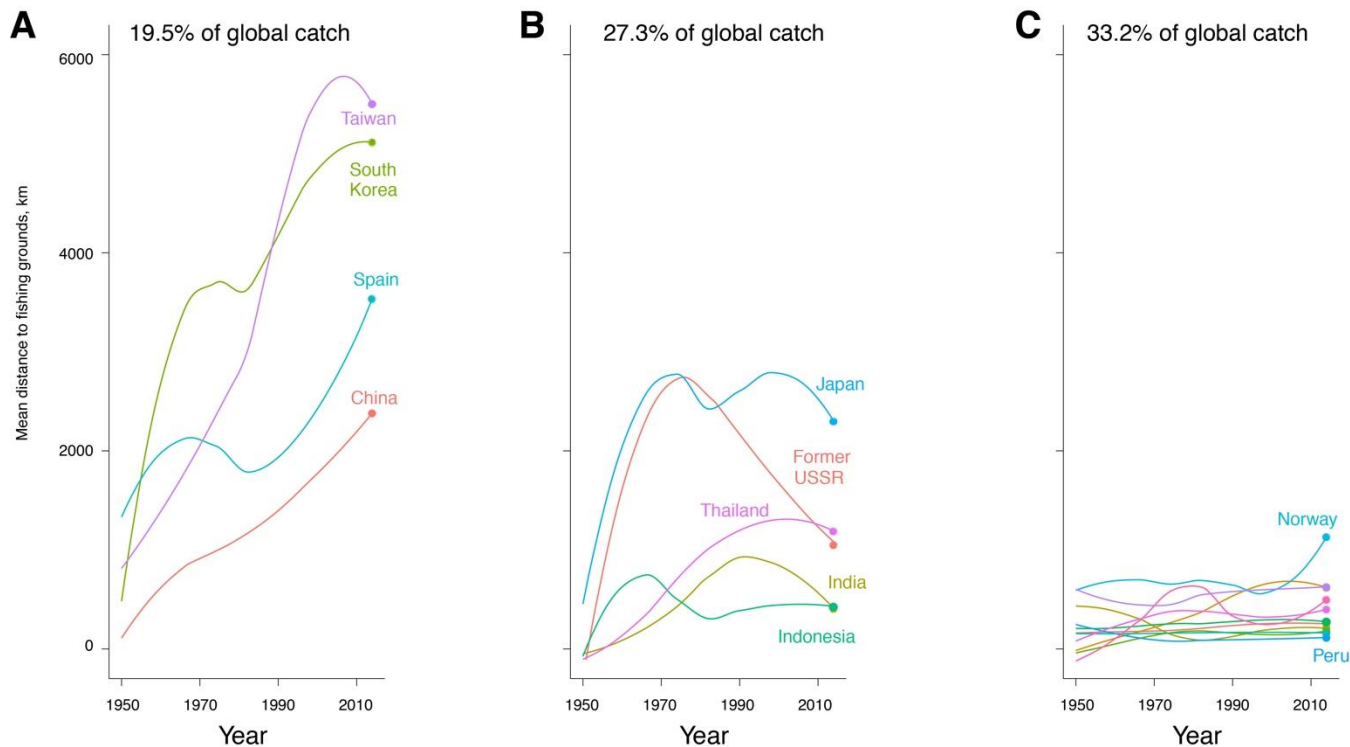 A
19.5% of global catch
B
27.3% of global catch
C
33.2% of global catch
Mean distance to fishing grounds, km
6000
4000
2000
0
Taiwan
South
Korea
Spain
China
1950
1970
1990
2010
Year
Japan
Former
USSR
Thailand
India
Indonesia
1950
1970
1990
2010
Year
Norway
Peru
1950
1970
1990
2010
Year